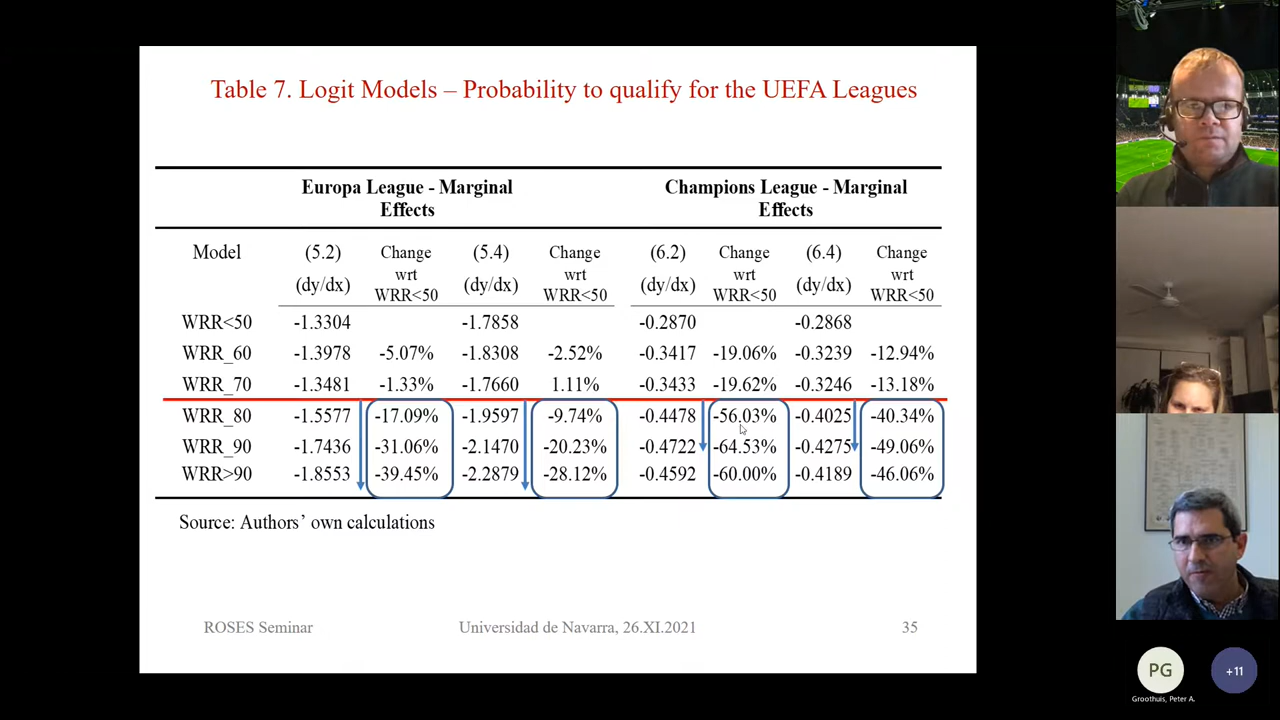 Table 7. Logit Models – Probability to qualify for the UEFA Leagues
Europa League - Marginal Effects
Champions League - Marginal Effects
Model (5.2) (dy/dx) Change wrt WRR<50 (5.4) (dy/dx) Change wrt WRR<50 (6.2) (dy/dx) Change wrt WRR<50 (6.4) (dy/dx) Change wrt WRR<50
WRR<50 -1.3304 -1.7858 -0.2870 -0.2868
WRR_60 -1.3978 -5.07% -1.8308 -2.52% -0.3417 -19.06% -0.3239 -12.94%
WRR_70 -1.3481 -1.33% -1.7660 1.11% -0.3433 -19.62% -0.3246 -13.18%
WRR_80 -1.5577 -17.09% -1.9597 -9.74% -0.4478 -56.03% -0.4025 -40.34%
WRR_90 -1.7436 -31.06% -2.1470 -20.23% -0.4722 -64.53% -0.4275 -49.06%
WRR>90 -1.8553 -39.45% -2.2879 -28.12% -0.4592 -60.00% -0.4189 -46.06%
Source: Authors’ own calculations
ROSES Seminar Universidad de Navarra, 26.XI.2021 35
PG +11
Groothuis, Peter A.